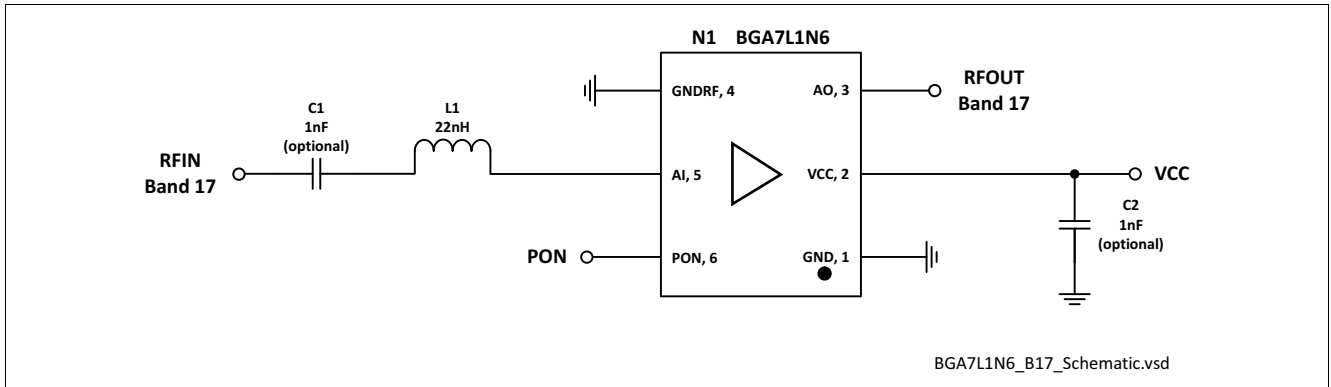 N1 BGA7L1N6
GNDRF, 4
AO, 3
RFOUT
Band 17
C1
1nF
(optional)
L1
22nH
RFIN
Band 17
AI, 5
VCC, 2
VCC
C2
1nF
(optional)
PON
PON, 6
GND, 1
BGA7L1N6_B17_Schematic.vsd